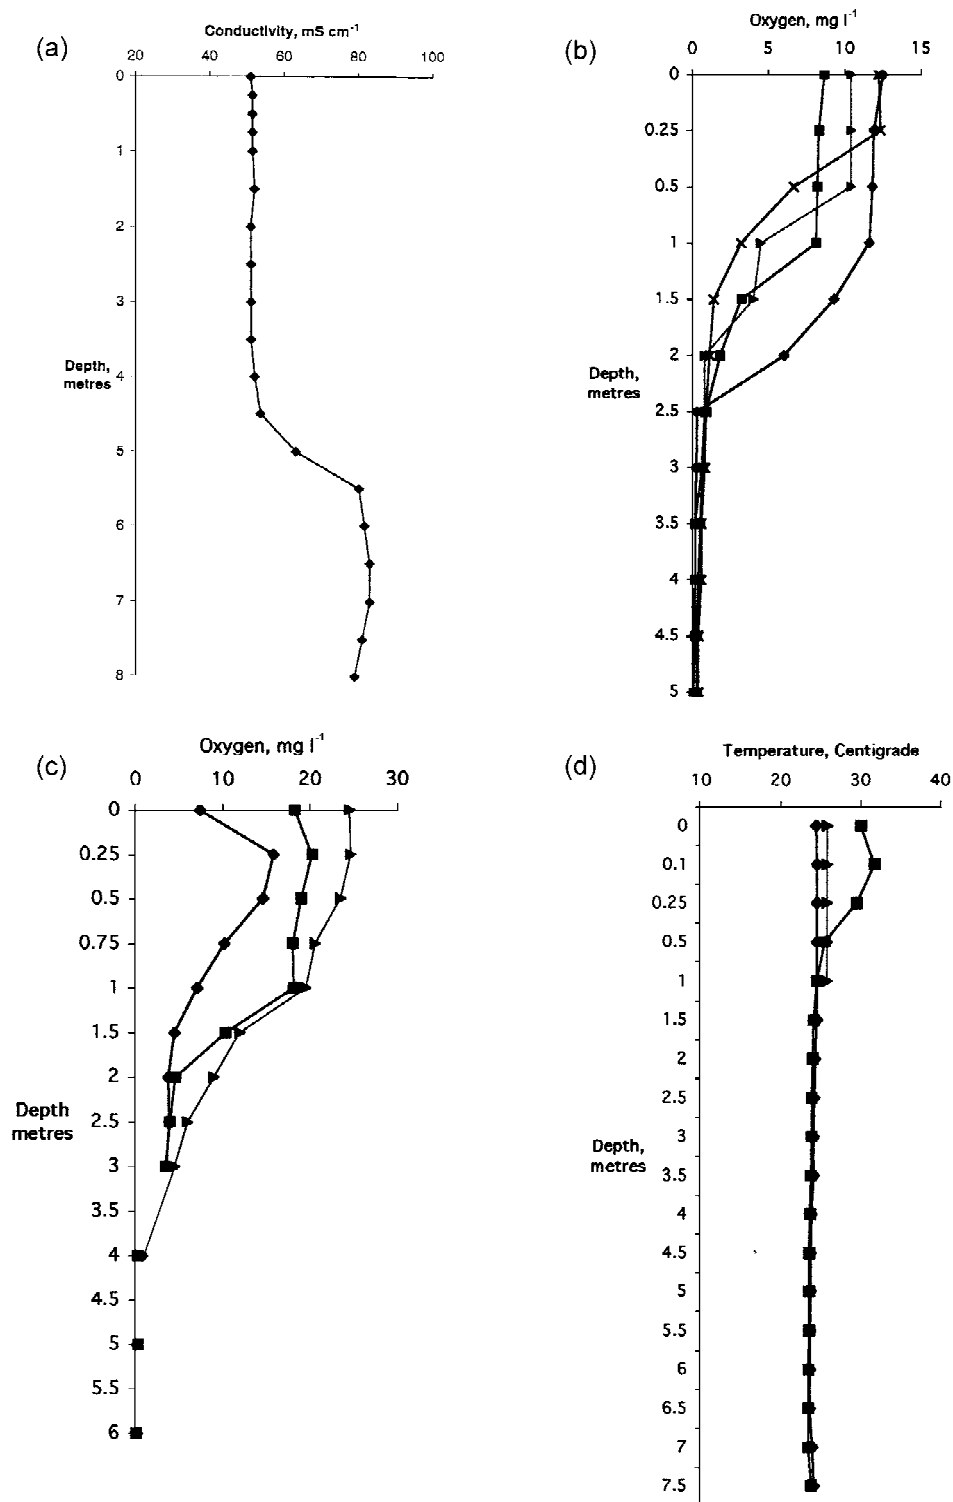 (a)
Conductivity, mS cm⁻¹
20 40 60 80 100
0
1
2
3
Depth,
metres
4
5
6
7
8
(b)
Oxygen, mg l⁻¹
0 5 10 15
0
0.25
0.5
1
1.5
2
Depth,
metres
2.5
3
3.5
4
4.5
5
(c)
Oxygen, mg l⁻¹
0 10 20 30
0
0.25
0.5
0.75
1
1.5
2
Depth
metres
2.5
3
3.5
4
4.5
5
5.5
6
(d)
Temperature, Centigrade
10 20 30 40
0
0.1
0.25
0.5
1
1.5
2
2.5
3
Depth,
metres
3.5
4
4.5
5
5.5
6
6.5
7
7.5